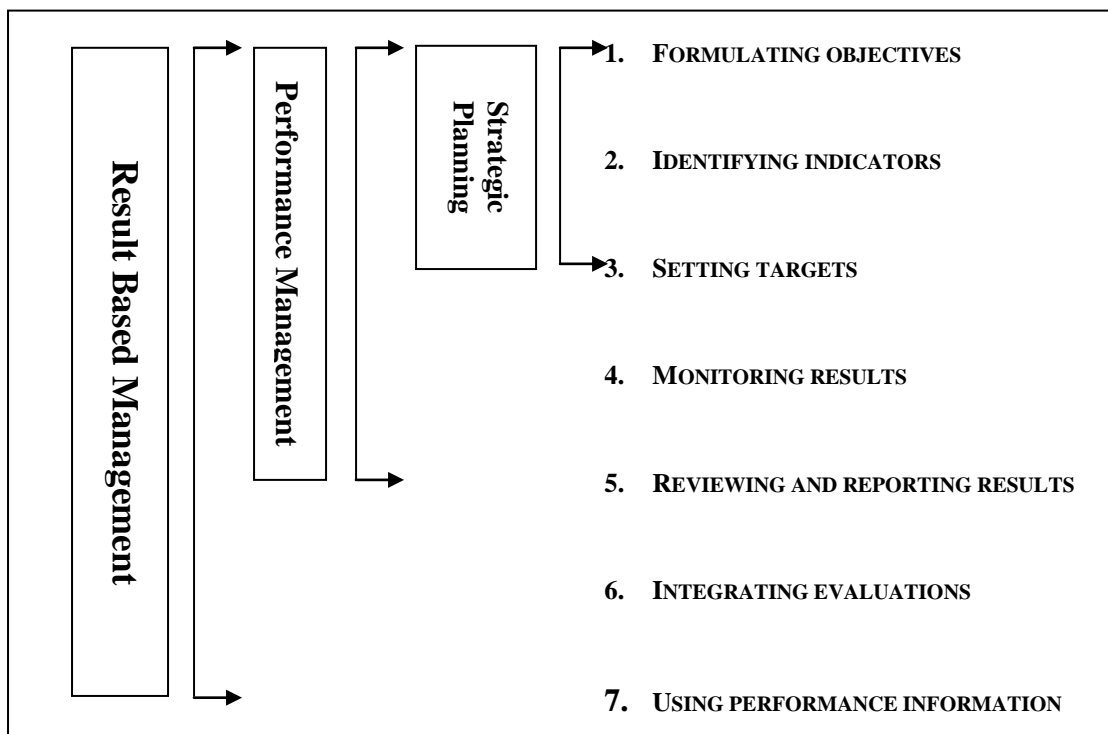 Result Based Management
Performance Management
Strategic
Planning
1. FORMULATING OBJECTIVES
2. IDENTIFYING INDICATORS
3. SETTING TARGETS
4. MONITORING RESULTS
5. REVIEWING AND REPORTING RESULTS
6. INTEGRATING EVALUATIONS
7. USING PERFORMANCE INFORMATION